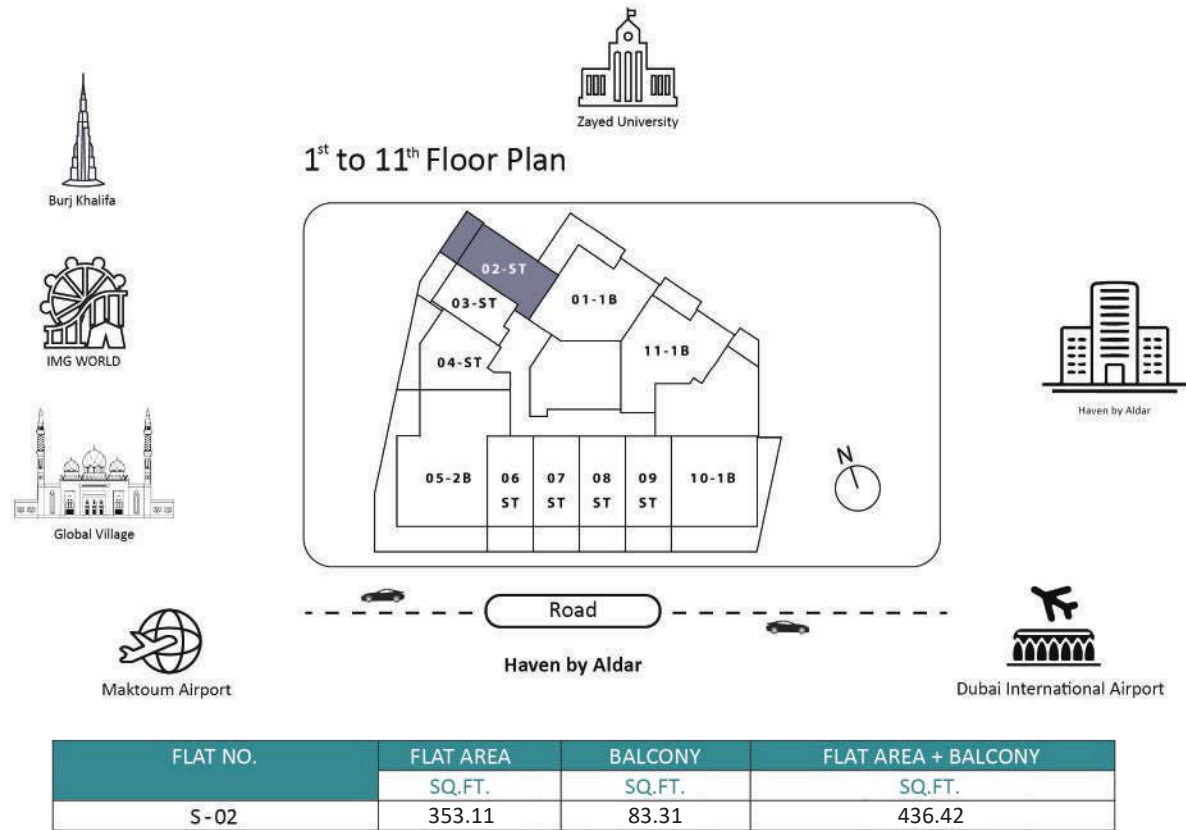 Zayed University
Burj Khalifa
1st to 11th Floor Plan
IMG WORLD
02-ST
03-ST
01-1B
04-ST
11-1B
Haven by Aldar
Global Village
05-2B
06
ST
07
ST
08
ST
09
ST
10-1B
N
Road
Haven by Aldar
Maktoum Airport
Dubai International Airport
FLAT NO. FLAT AREA BALCONY FLAT AREA + BALCONY
SQ.FT. SQ.FT. SQ.FT.
S-02 353.11 83.31 436.42